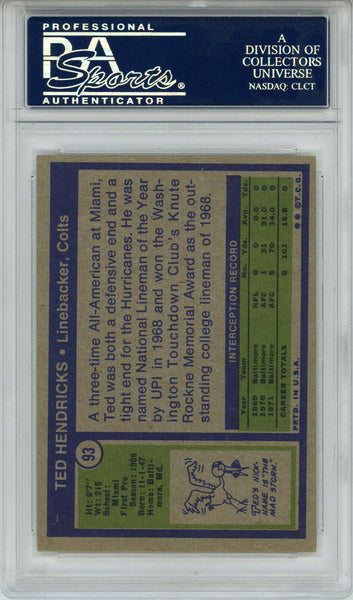 PROFESSIONAL
PSA
Sports
®
AUTHENTICATOR
A
DIVISION OF
COLLECTORS
UNIVERSE
NASDAQ: CLCT
TED HENDRICKS • Linebacker, Colts
93
Ht: 6'7" 
Wt: 215
School:
Miami
First Pro
Season: 1969
Born: 11-1-47
Home: Balti-
more, Md.
A three-time All-American at Miami,
Ted was both a defensive end and a
tight end for the Hurricanes. He was
named National Lineman of the Year
by UPI in 1968 and won the Wash-
ington Touchdown Club's Knute
Rockne Memorial Award as the out-
standing college lineman of 1968.
TED'S NICK-
NAME IS "THE
MAD STORK."
INTERCEPTION RECORD
Year Team No. Yds. Avg. Tds.
1969 Baltimore NFL 0 0 0.0 0
1970 Baltimore AFC 1 31 31.0 0
1971 Baltimore AFC 5 70 14.0 0
CAREER TOTALS 6 101 16.8 0
PRTD. IN U.S.A.
©T.C.G.